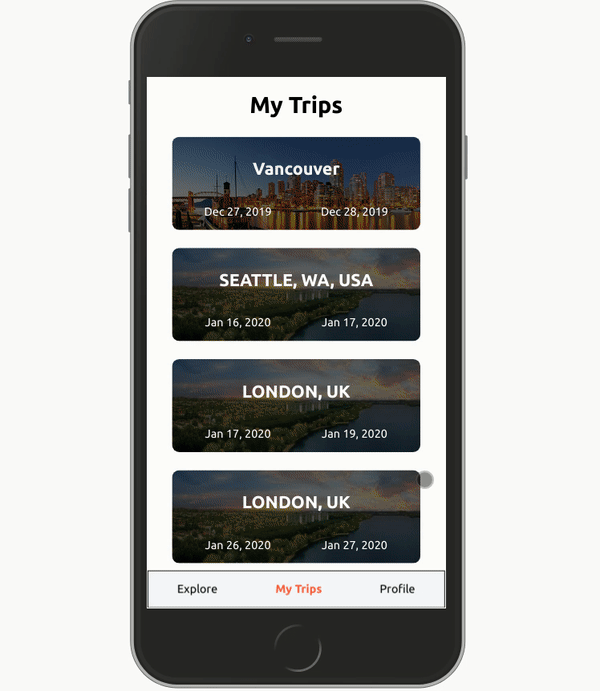 My Trips
Vancouver
Dec 27, 2019 Dec 28, 2019
SEATTLE, WA, USA
Jan 16, 2020 Jan 17, 2020
LONDON, UK
Jan 17, 2020 Jan 19, 2020
LONDON, UK
Jan 26, 2020 Jan 27, 2020
Explore My Trips Profile